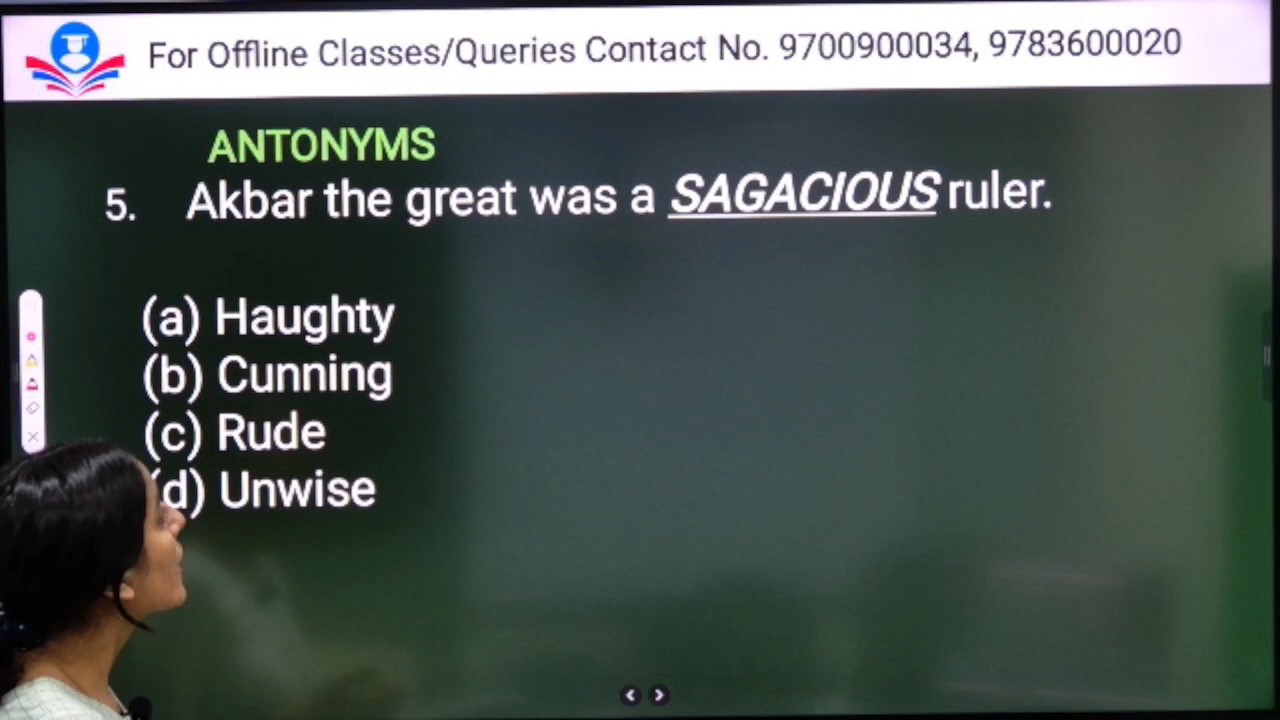 For Offline Classes/Queries Contact No. 9700900034, 9783600020
ANTONYMS
5. Akbar the great was a SAGACIOUS ruler.
(a) Haughty
(b) Cunning
(c) Rude
(d) Unwise